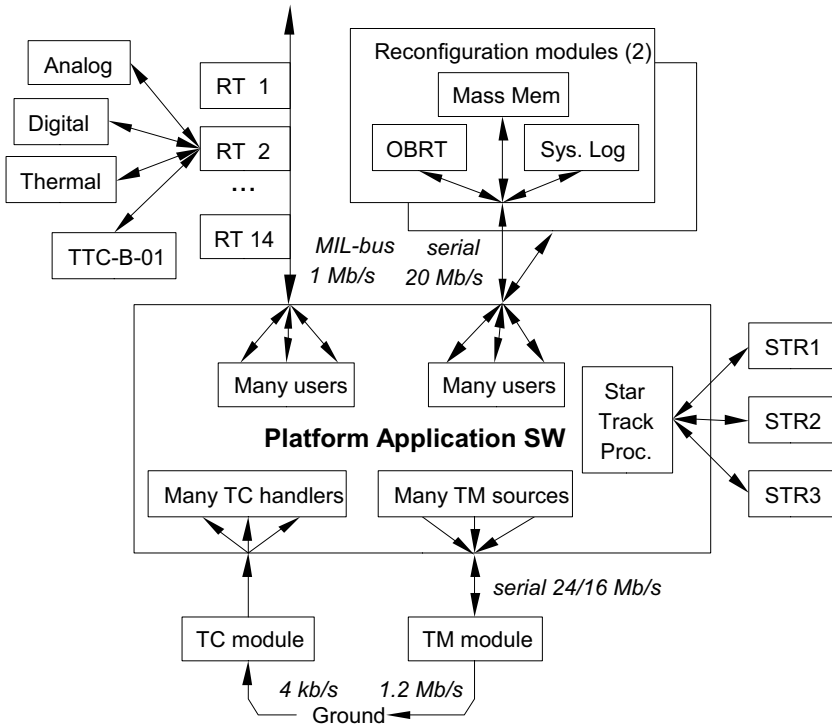 Reconfiguration modules (2)
Analog
RT 1
Mass Mem
Digital
RT 2
OBRT
Sys. Log
Thermal
...
TTC-B-01
RT 14
MIL-bus
1 Mb/s
serial
20 Mb/s
Many users
Many users
Star
Track
Proc.
STR1
STR2
STR3
Platform Application SW
Many TC handlers
Many TM sources
serial 24/16 Mb/s
TC module
TM module
4 kb/s
1.2 Mb/s
Ground